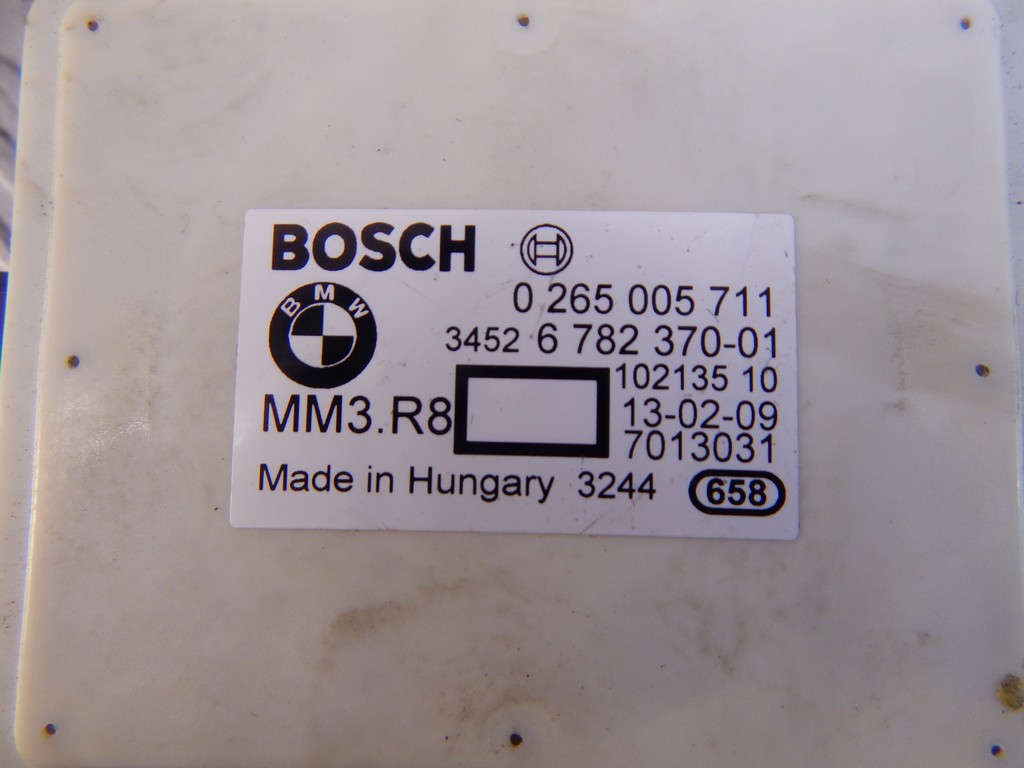 BOSCH
BMW
0 265 005 711
3452 6 782 370-01
102135 10
MM3.R8
13-02-09
7013031
Made in Hungary 3244
658